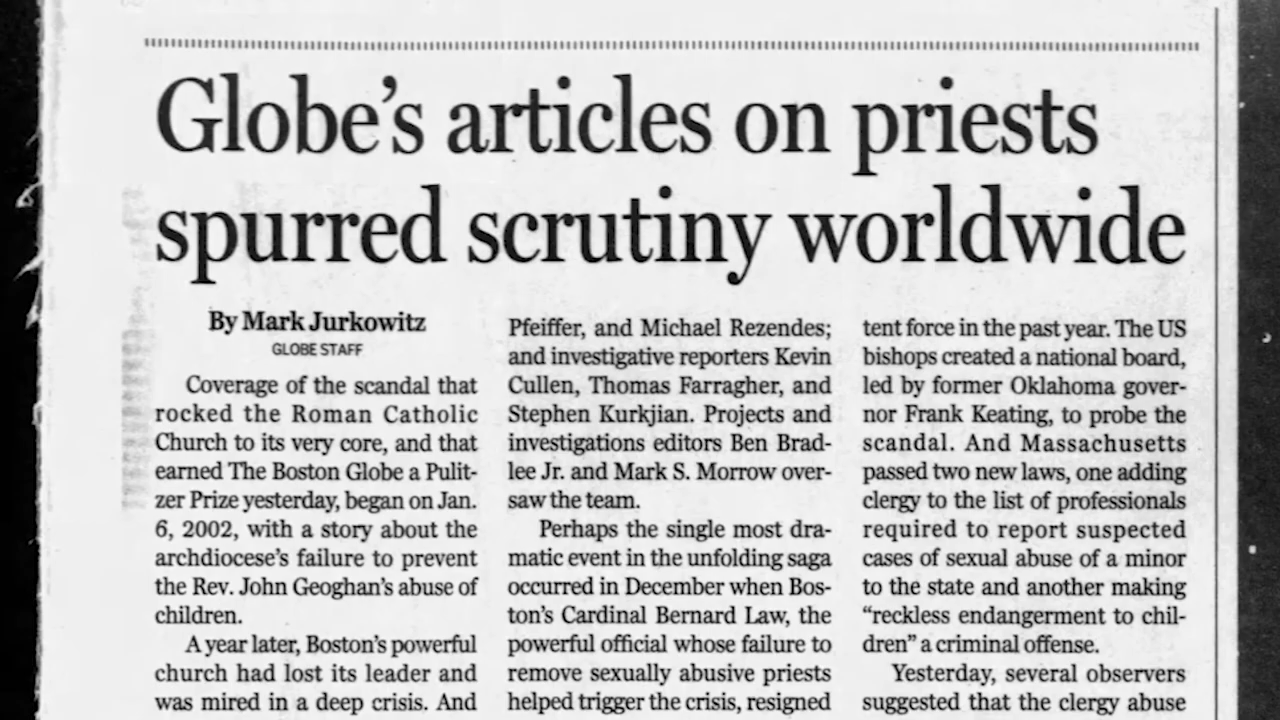 Globe's articles on priests
spurred scrutiny worldwide
By Mark Jurkowitz
GLOBE STAFF
Coverage of the scandal that
rocked the Roman Catholic
Church to its very core, and that
earned The Boston Globe a Pulit-
zer Prize yesterday, began on Jan.
6, 2002, with a story about the
archdiocese's failure to prevent
the Rev. John Geoghan's abuse of
children.
A year later, Boston's powerful
church had lost its leader and
was mired in a deep crisis. And
Pfeiffer, and Michael Rezendes;
and investigative reporters Kevin
Cullen, Thomas Farragher, and
Stephen Kurkjian. Projects and
investigations editors Ben Brad-
lee Jr. and Mark S. Morrow over-
saw the team.
Perhaps the single most dra-
matic event in the unfolding saga
occurred in December when Bos-
ton's Cardinal Bernard Law, the
powerful official whose failure to
remove sexually abusive priests
helped trigger the crisis, resigned
tent force in the past year. The US
bishops created a national board,
led by former Oklahoma gover-
nor Frank Keating, to probe the
scandal. And Massachusetts
passed two new laws, one adding
clergy to the list of professionals
required to report suspected
cases of sexual abuse of a minor
to the state and another making
“reckless endangerment to chil-
dren” a criminal offense.
Yesterday, several observers
suggested that the clergy abuse